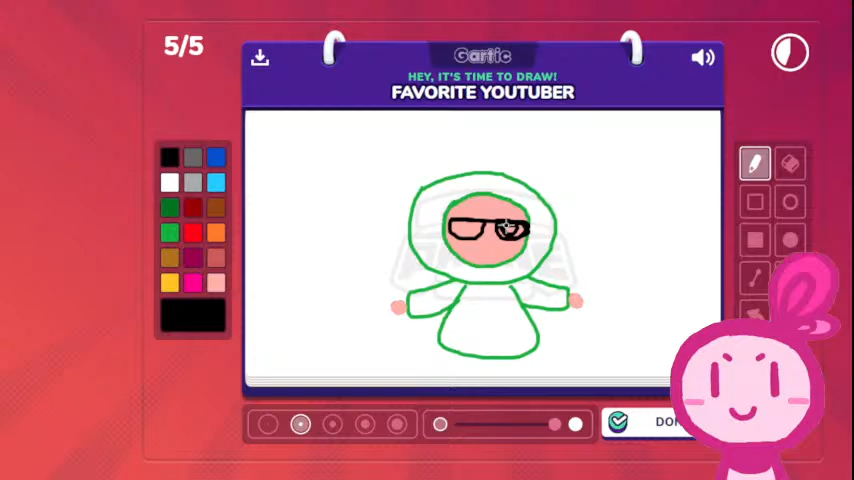 5/5
Gartic
HEY, IT'S TIME TO DRAW!
FAVORITE YOUTUBER